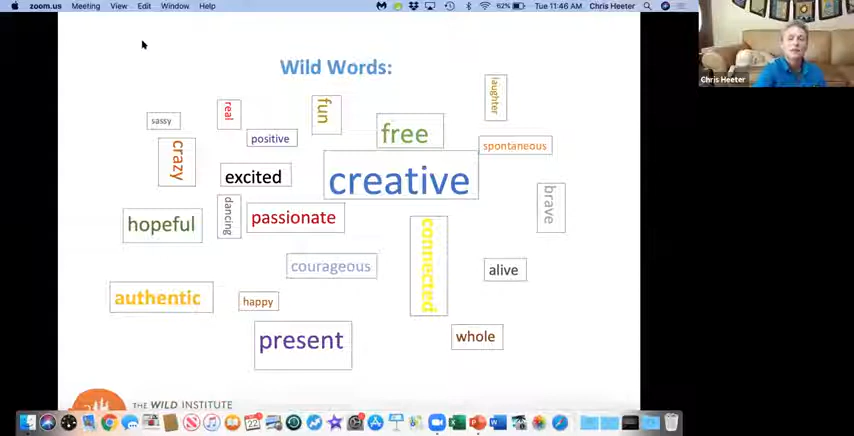 zoom.us Meeting View Edit Window Help
62% Tue 11:46 AM Chris Heeter
Chris Heeter
Wild Words:
laughter
sassy
real
fun
free
positive
spontaneous
crazy
excited
creative
brave
hopeful
dancing
passionate
connected
courageous
alive
authentic
happy
present
whole
THE WILD INSTITUTE
22